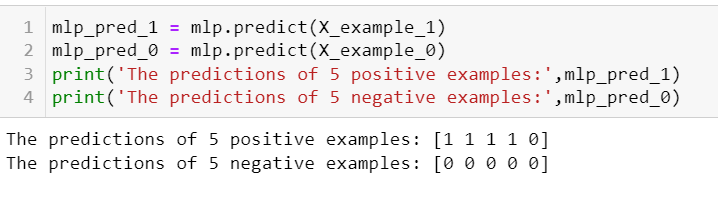 1 mlp_pred_1 = mlp.predict(X_example_1)
2 mlp_pred_0 = mlp.predict(X_example_0)
3 print('The predictions of 5 positive examples:',mlp_pred_1)
4 print('The predictions of 5 negative examples:',mlp_pred_0)
The predictions of 5 positive examples: [1 1 1 1 0]
The predictions of 5 negative examples: [0 0 0 0 0]